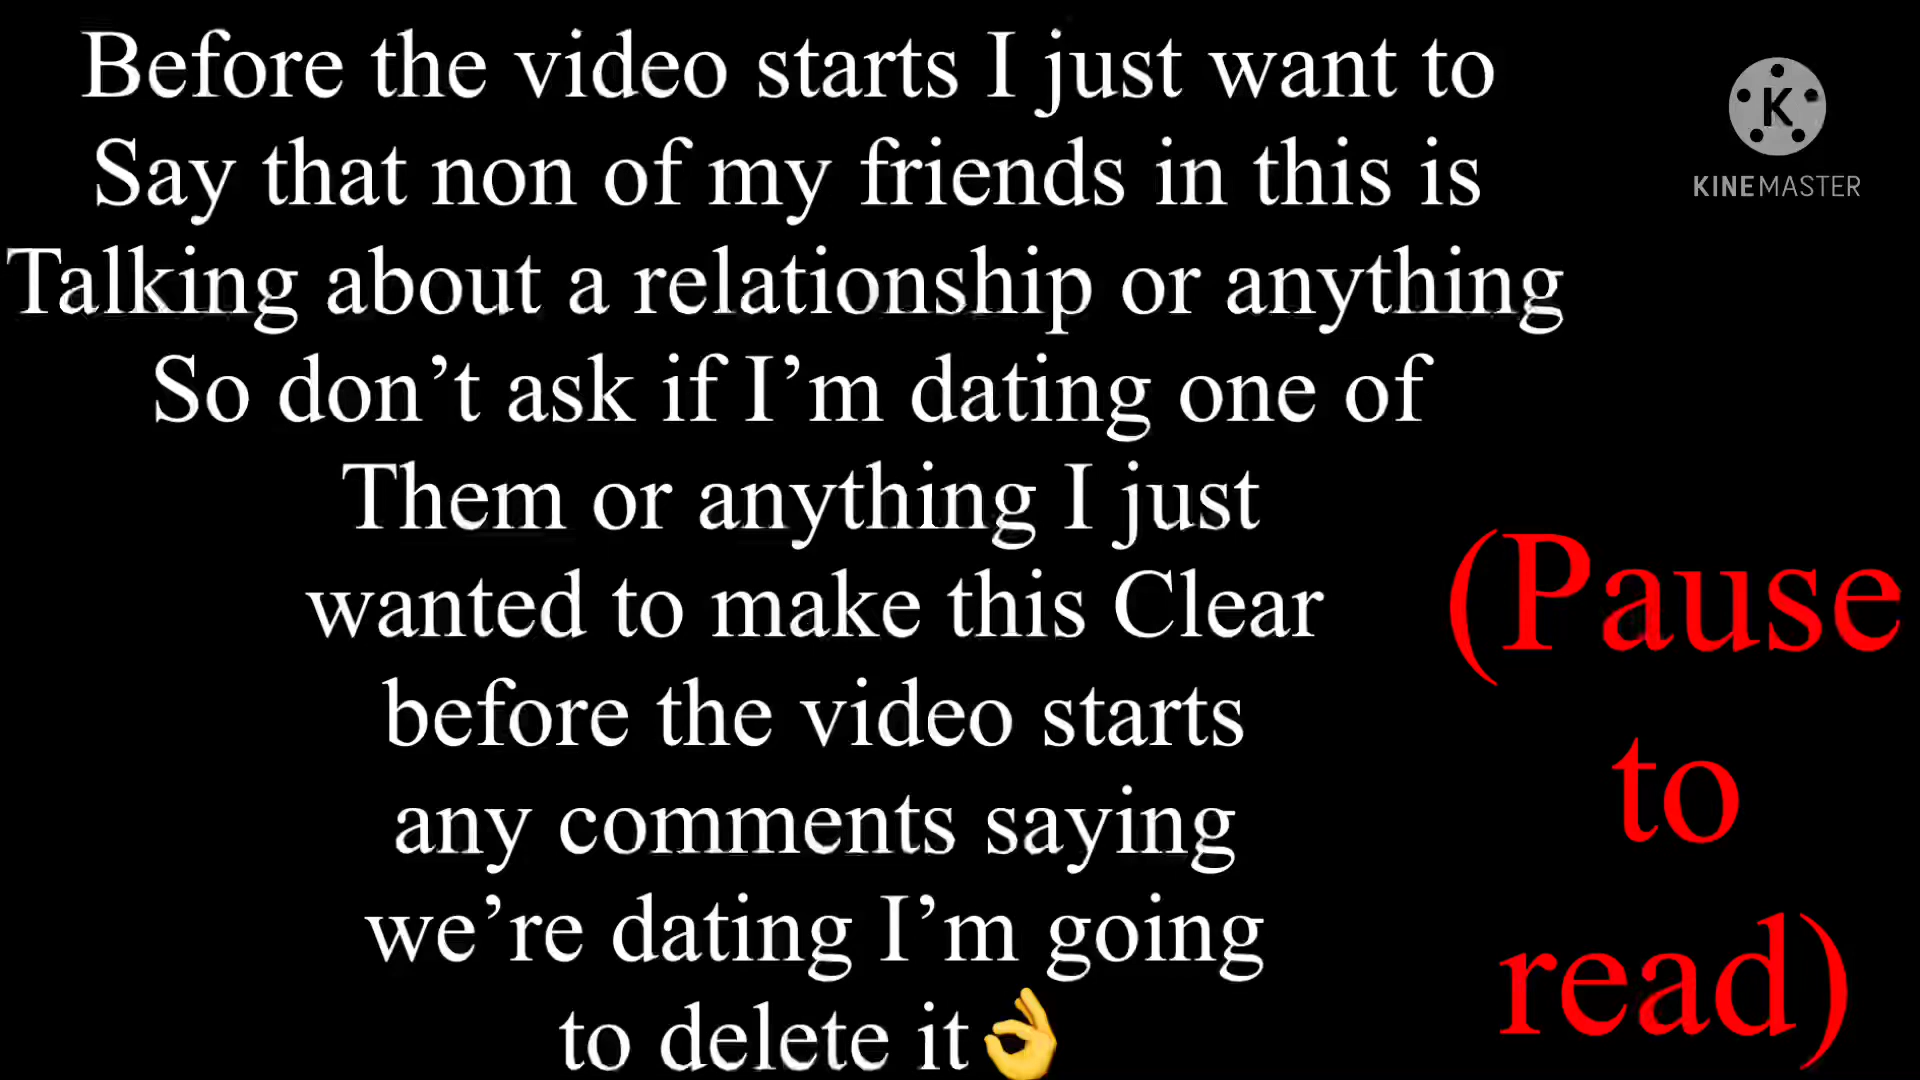 Before the video starts I just want to
Say that non of my friends in this is
Talking about a relationship or anything
So don’t ask if I’m dating one of
Them or anything I just
wanted to make this Clear
before the video starts
any comments saying
we’re dating I’m going
to delete it👌
(Pause
to
read)
K
KINEMASTER